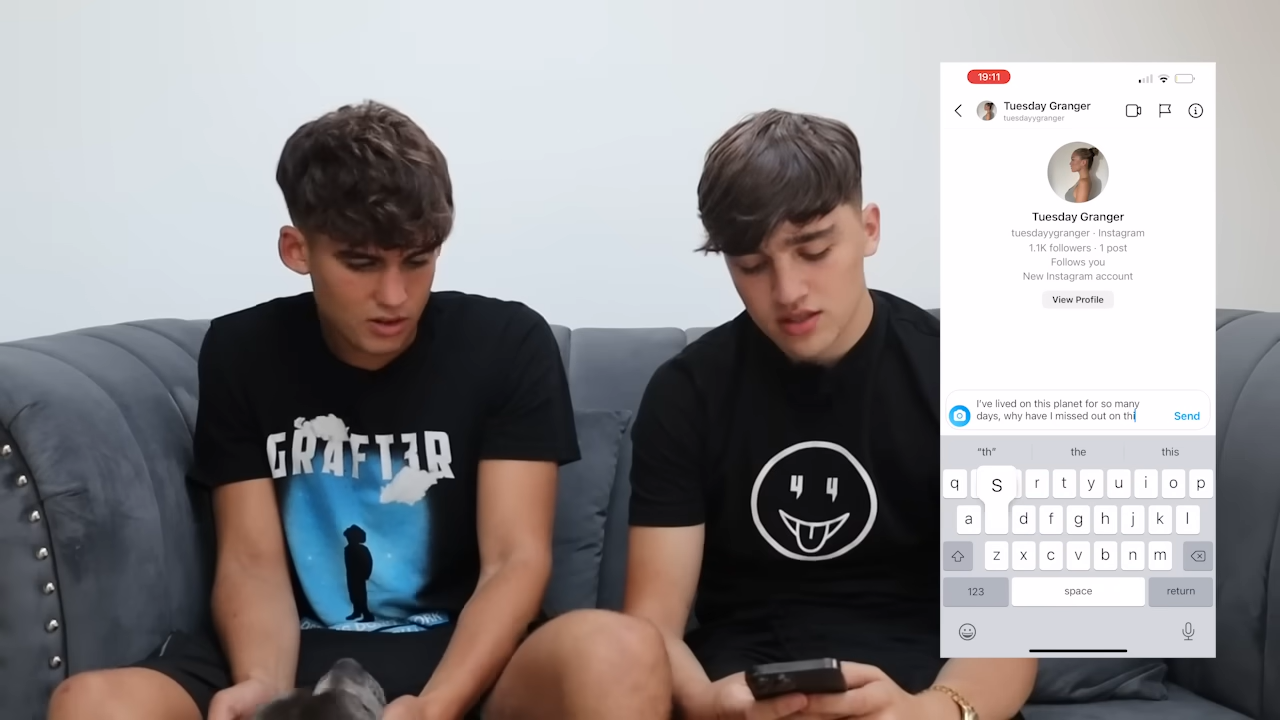 GRAFT3R
19:11
Tuesday Granger
tuesdayygranger
Tuesday Granger
tuesdayygranger · Instagram
1.1K followers · 1 post
Follows you
New Instagram account
View Profile
I've lived on this planet for so many
days, why have I missed out on thi
Send
"th" the this
q S r t y u i o p
a d f g h j k l
z x c v b n m
123 space return